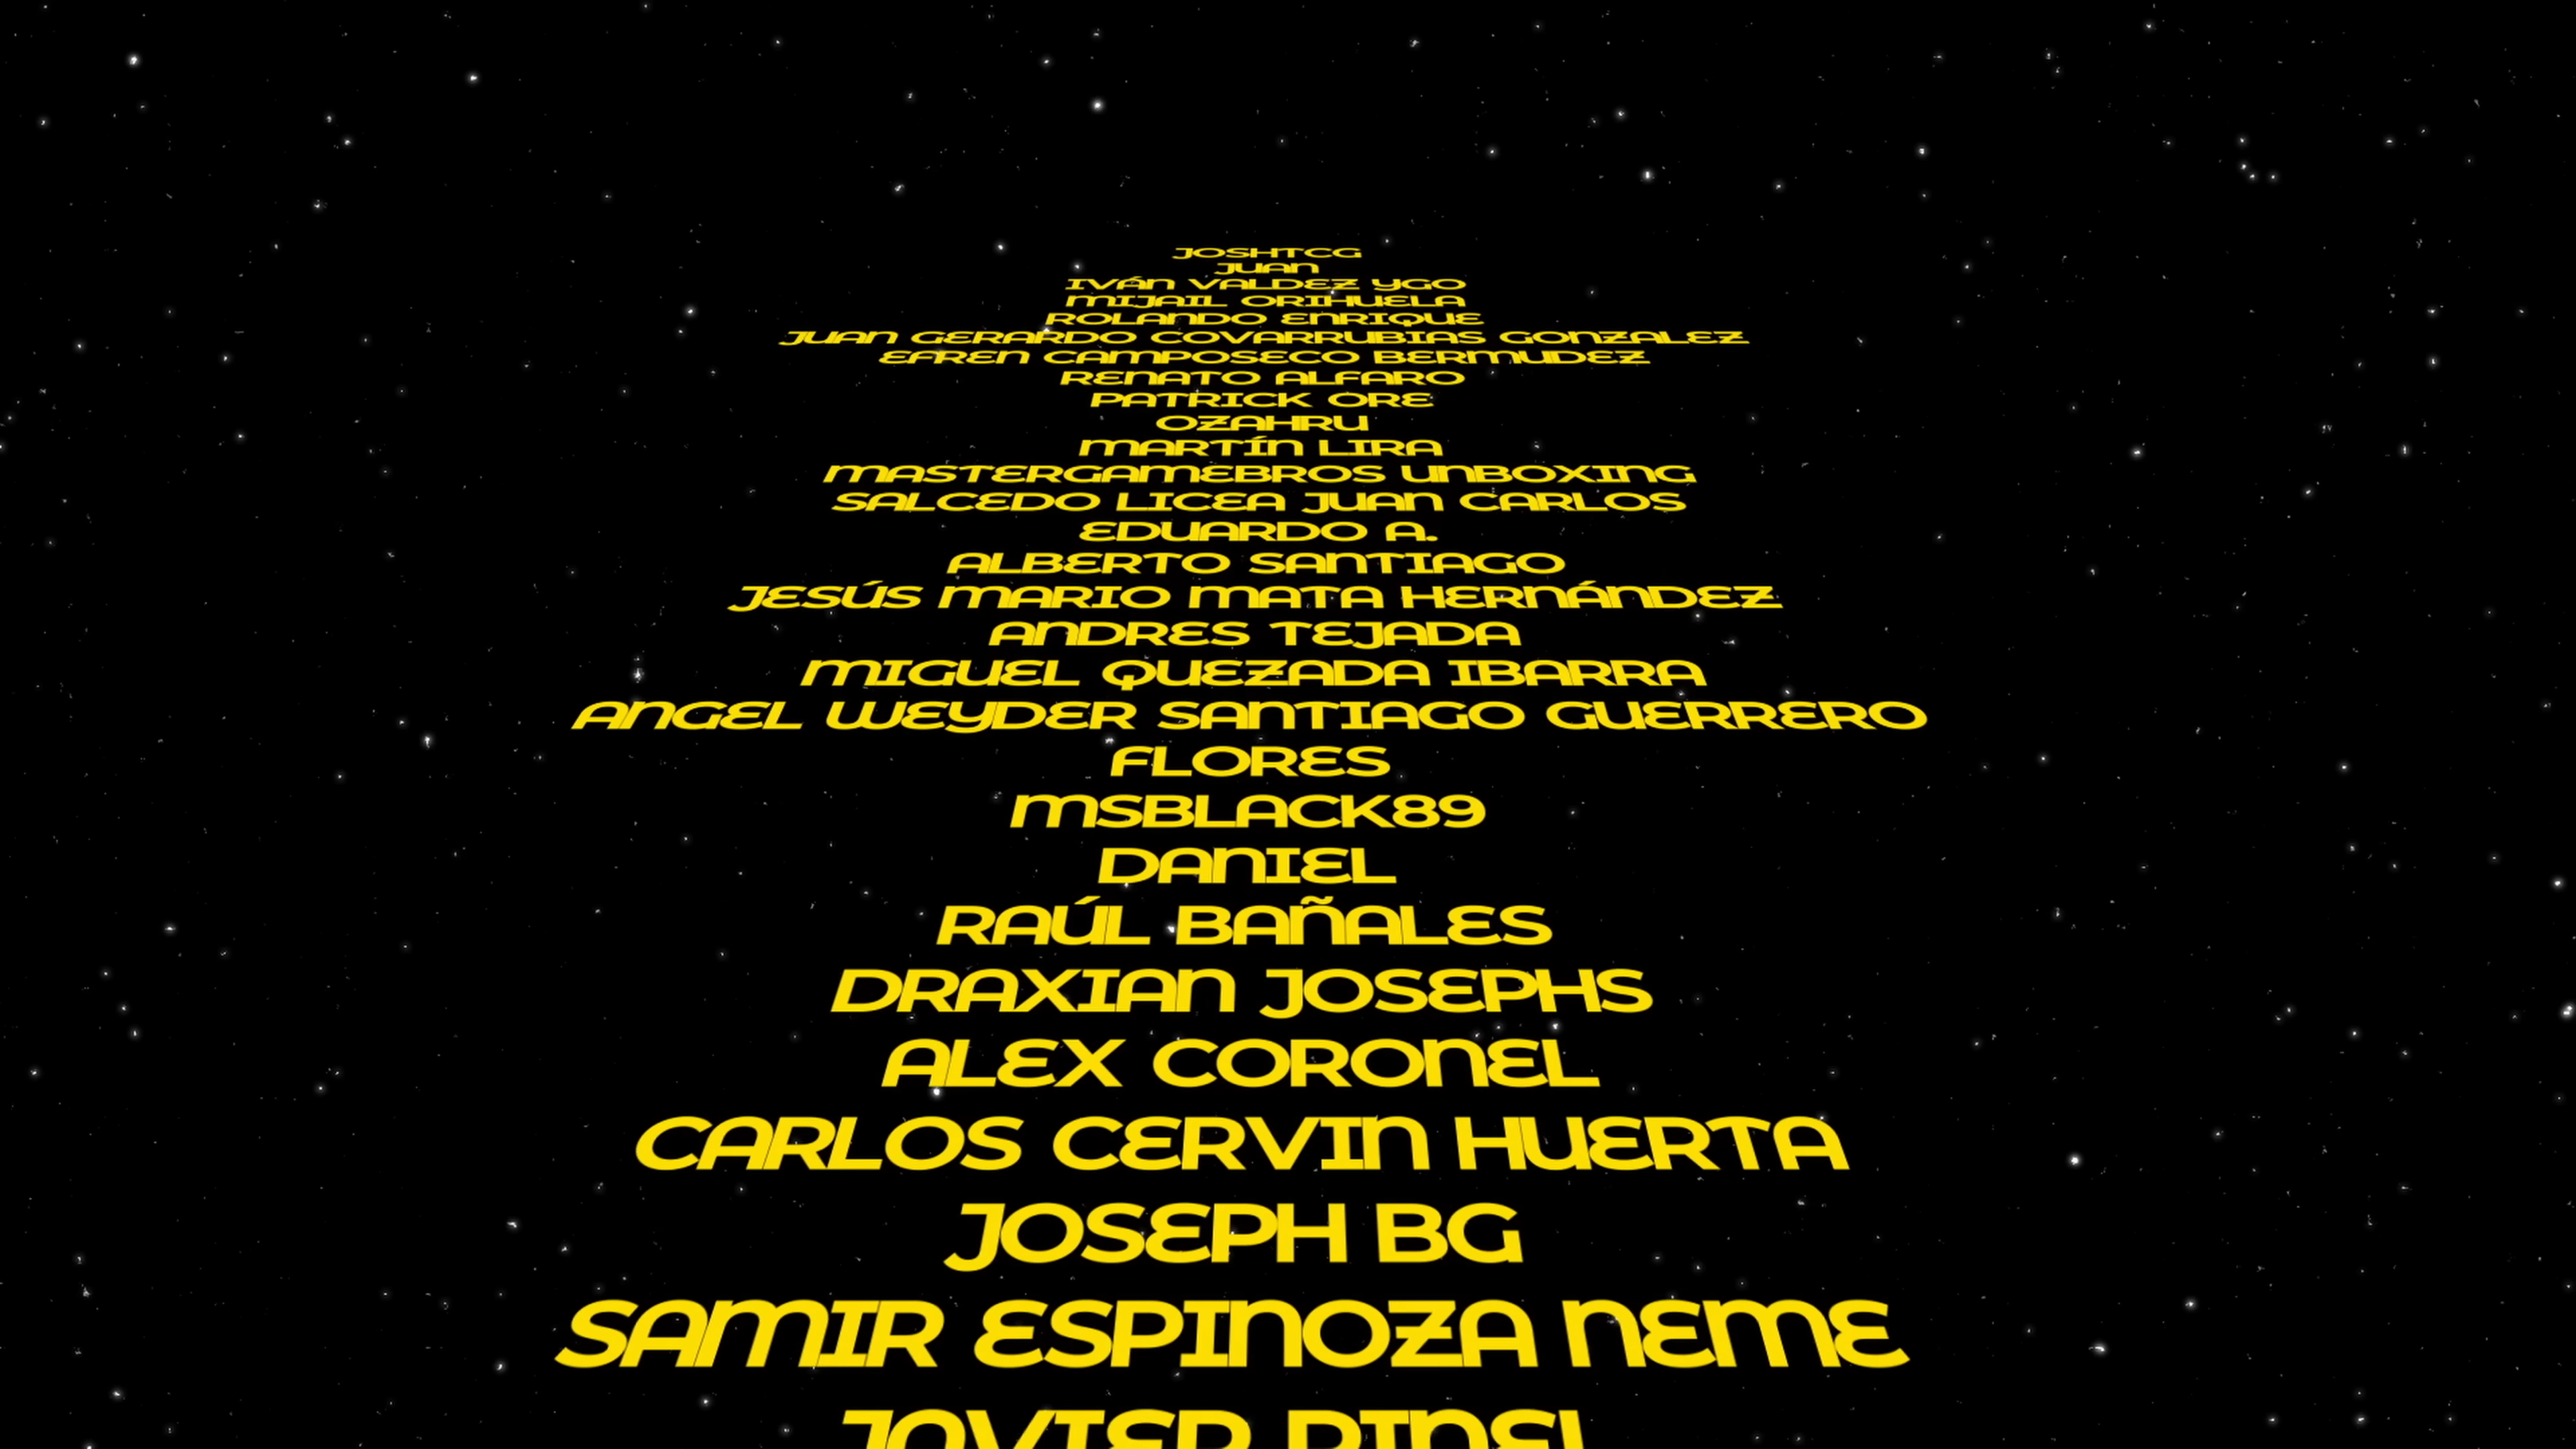 JOSHTCG
JUAN
IVÁN VALDEZ YGO
MIJAIL ORIHUELA
ROLANDO ENRIQUE
JUAN GERARDO COVARRUBIAS GONZALEZ
EFREN CAMPOSECO BERMUDEZ
RENATO ALFARO
PATRICK ORE
OZAHRU
MARTÍN LIRA
MASTERGAMEBROS UNBOXING
SALCEDO LICEA JUAN CARLOS
EDUARDO A.
ALBERTO SANTIAGO
JESÚS MARIO MATA HERNÁNDEZ
ANDRES TEJADA
MIGUEL QUEZADA IBARRA
ANGEL WEYDER SANTIAGO GUERRERO
FLORES
MSBLACK89
DANIEL
RAÚL BAÑALES
DRAXIAN JOSEPHS
ALEX CORONEL
CARLOS CERVIN HUERTA
JOSEPH BG
SAMIR ESPINOZA NEME
JAVIER